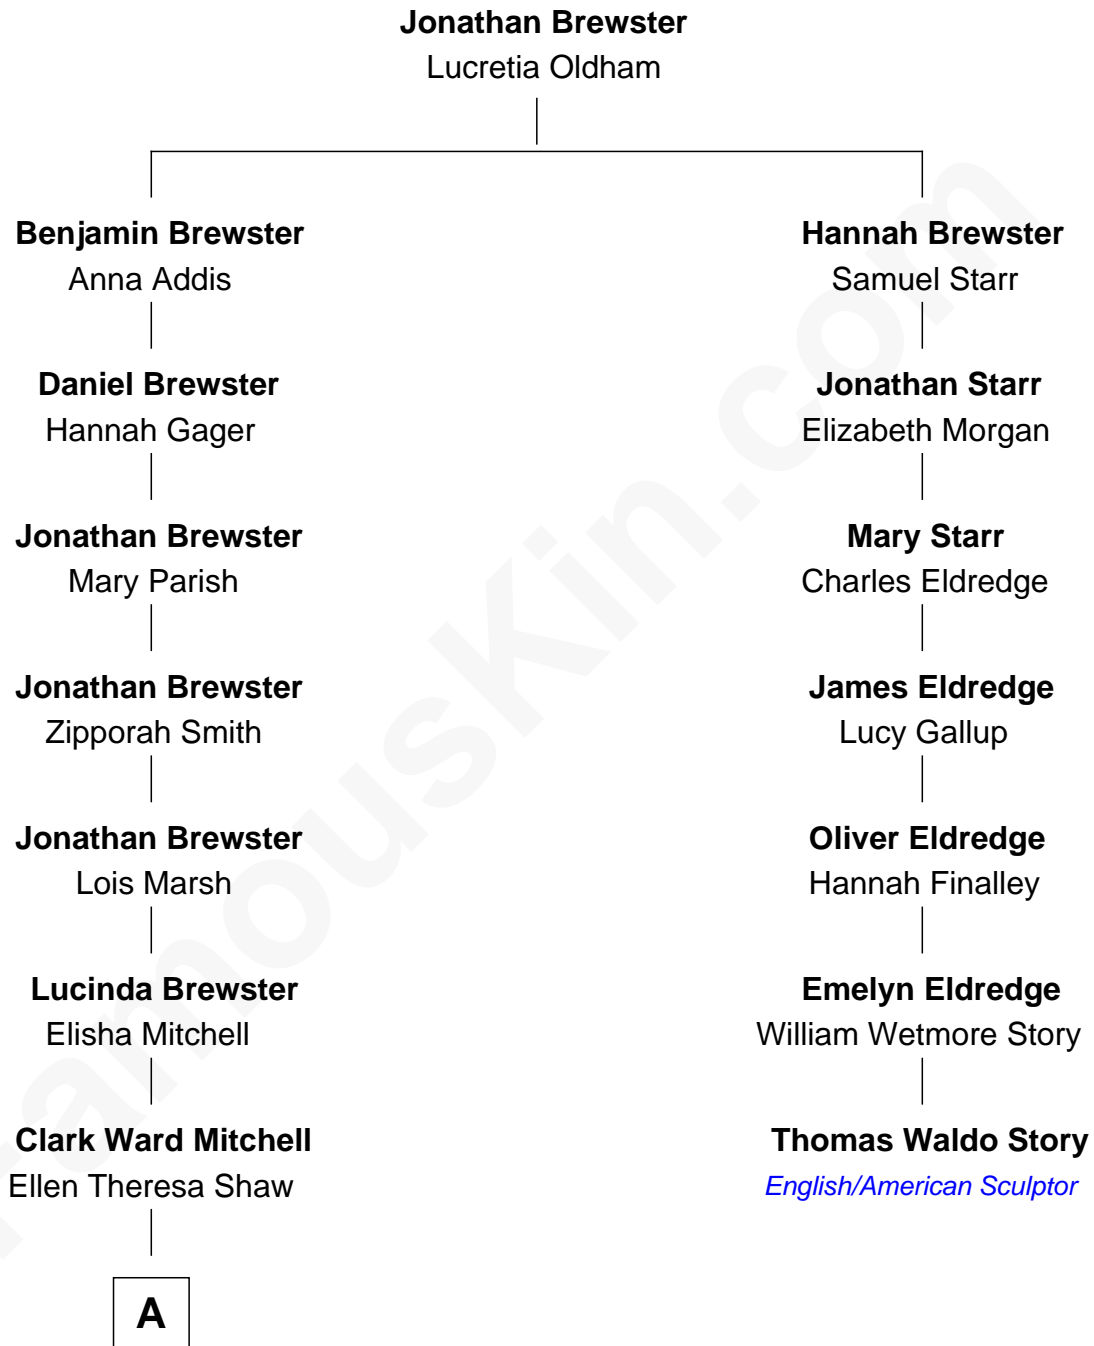 Jonathan Brewster
Lucretia Oldham
Benjamin Brewster
Anna Addis
Hannah Brewster
Samuel Starr
Daniel Brewster
Hannah Gager
Jonathan Starr
Elizabeth Morgan
Jonathan Brewster
Mary Parish
Mary Starr
Charles Eldredge
Jonathan Brewster
Zipporah Smith
James Eldredge
Lucy Gallup
Jonathan Brewster
Lois Marsh
Oliver Eldredge
Hannah Finalley
Lucinda Brewster
Elisha Mitchell
Emelyn Eldredge
William Wetmore Story
Clark Ward Mitchell
Ellen Theresa Shaw
Thomas Waldo Story
English/American Sculptor
A
FamousKin.com